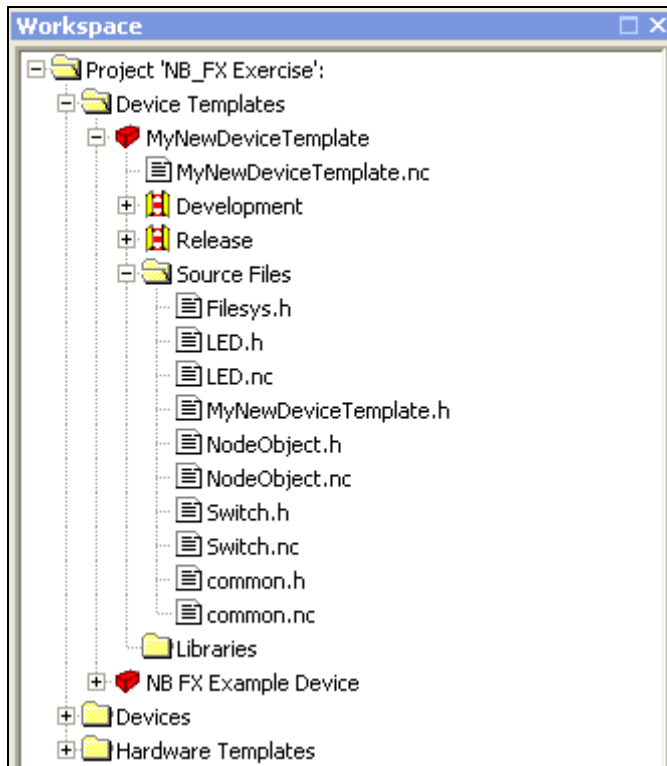 Workspace
Project 'NB_FX Exercise':
Device Templates
MyNewDeviceTemplate
MyNewDeviceTemplate.nc
Development
Release
Source Files
Filesys.h
LED.h
LED.nc
MyNewDeviceTemplate.h
NodeObject.h
NodeObject.nc
Switch.h
Switch.nc
common.h
common.nc
Libraries
NB FX Example Device
Devices
Hardware Templates